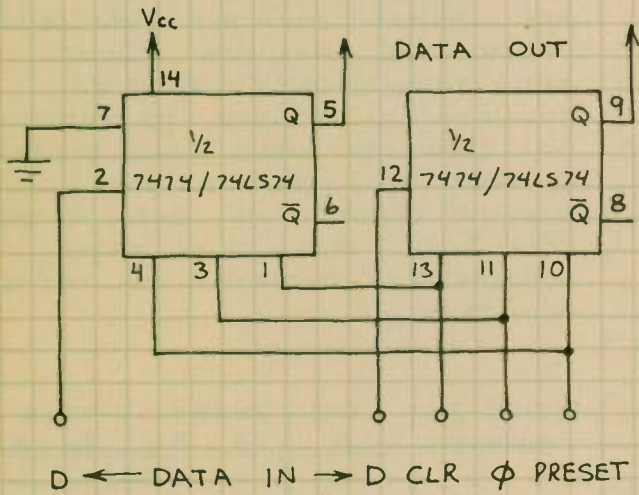 Vcc
14
DATA OUT
7
Q
5
Q
9
1/2
1/2
2
7474/74LS74
12
7474/74LS74
Q̅
6
Q̅
8
4
3
1
13
11
10
D ← DATA IN → D CLR φ PRESET